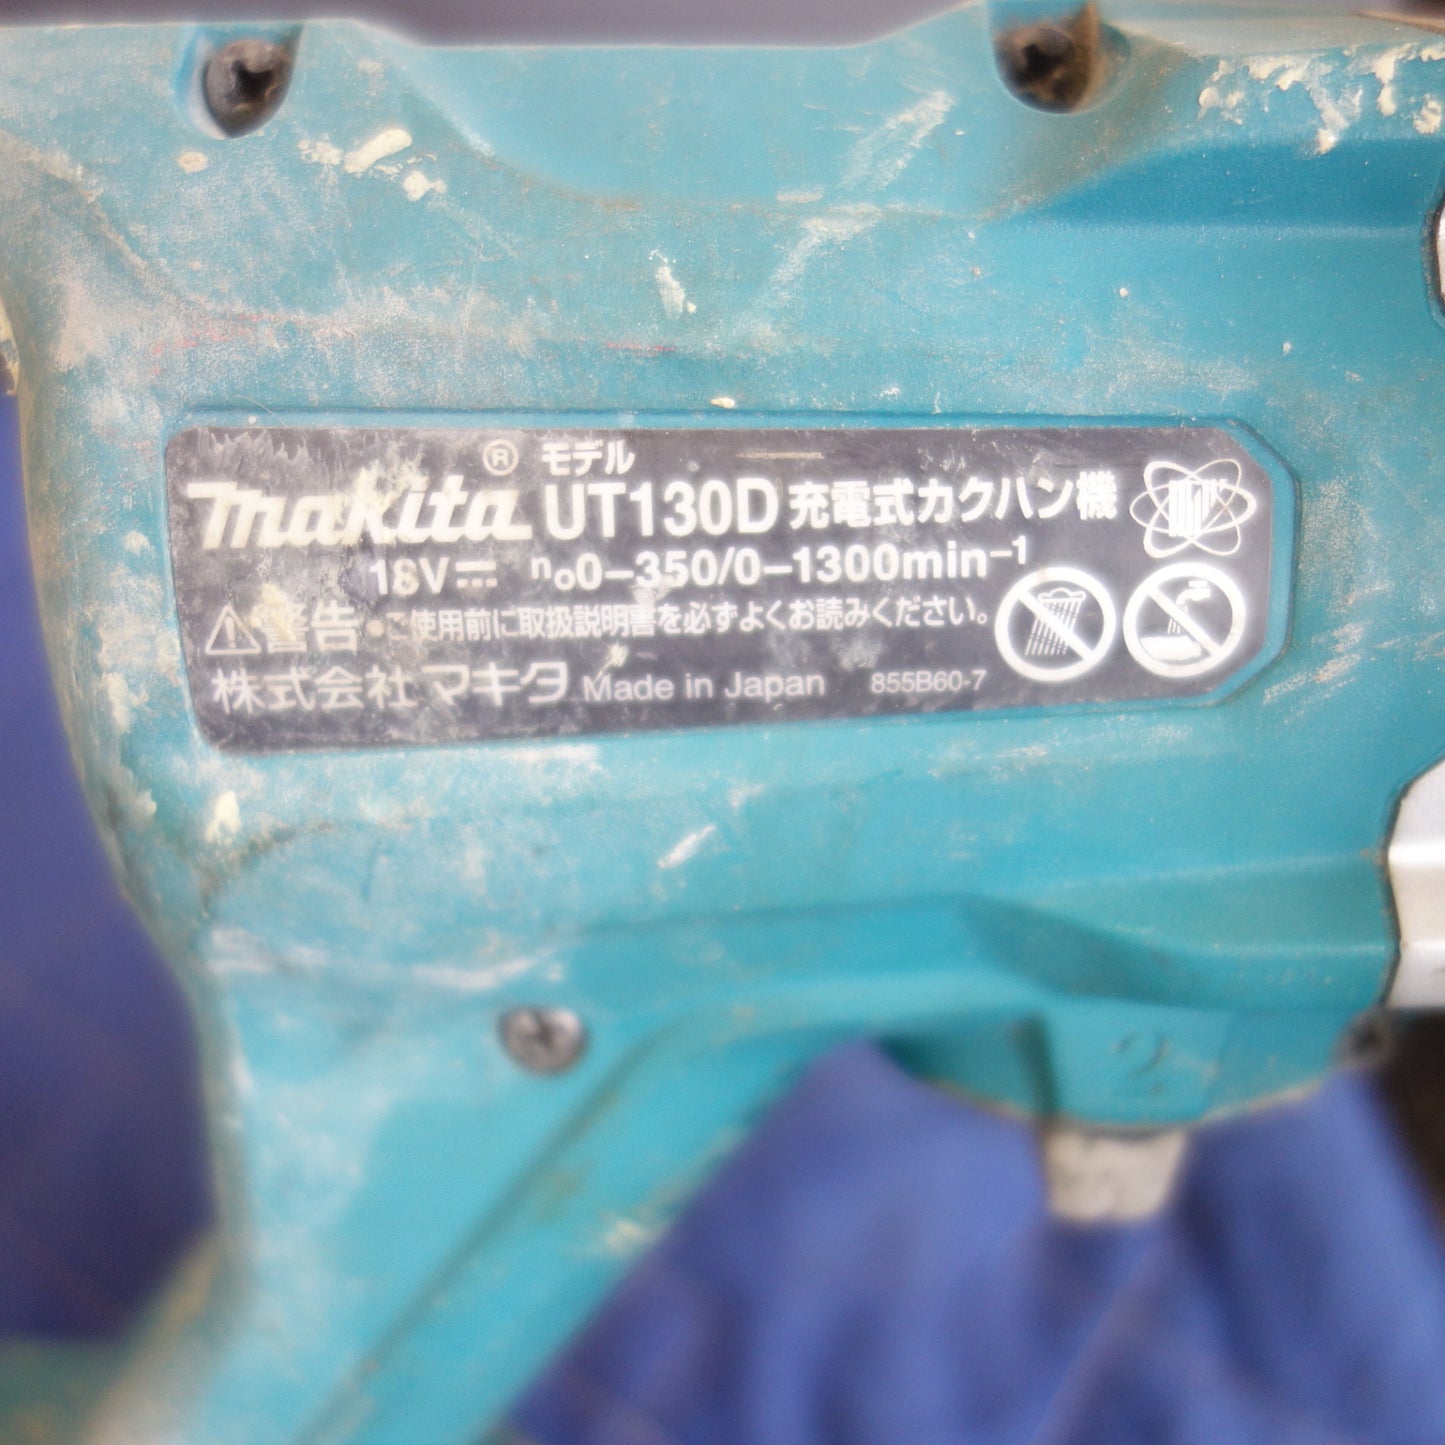 makita® モデル UT130D 充電式カクハン機
18V n₀0-350/0-1300min⁻¹
⚠警告 •ご使用前に取扱説明書を必ずよくお読みください。
株式会社マキタ Made in Japan 855B60-7
2